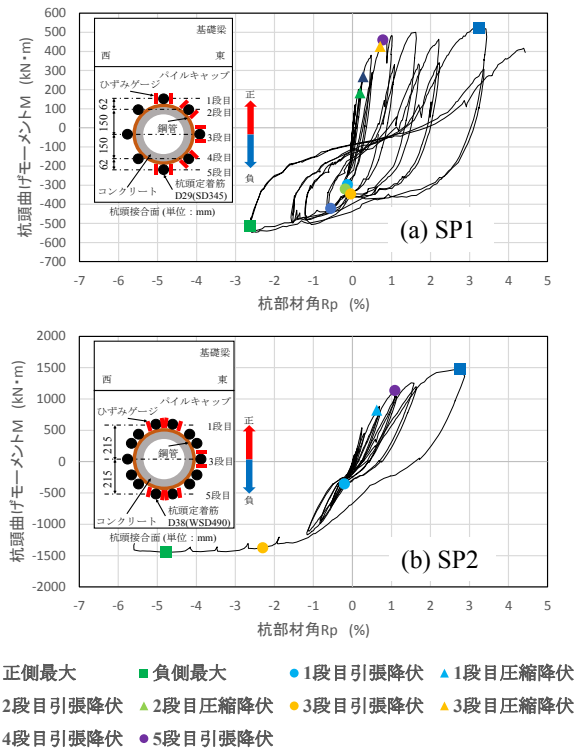 杭頭曲げモーメントM (kN・m)
600
500
400
300
200
100
0
-100
-200
-300
-400
-500
-600
-700
基礎梁
西 東
ひずみゲージ パイルキャップ
62
150
150
62
1段目
2段目
3段目
4段目
5段目
鋼管
杭頭定着筋
コンクリート D29(SD345)
杭頭接合面 (単位：mm)
正
負
(a) SP1
-7 -6 -5 -4 -3 -2 -1 0 1 2 3 4 5
杭部材角Rp (%)
杭頭曲げモーメントM (kN・m)
2000
1500
1000
500
0
-500
-1000
-1500
-2000
基礎梁
西 東
パイルキャップ
ひずみゲージ
215
215
1段目
3段目
5段目
鋼管
杭頭定着筋
コンクリート D38(WSD490)
杭頭接合面 (単位：mm)
正
負
(b) SP2
-7 -6 -5 -4 -3 -2 -1 0 1 2 3 4 5
杭部材角Rp (%)
正側最大 負側最大 1段目引張降伏 1段目圧縮降伏
2段目引張降伏 2段目圧縮降伏 3段目引張降伏 3段目圧縮降伏
4段目引張降伏 5段目引張降伏